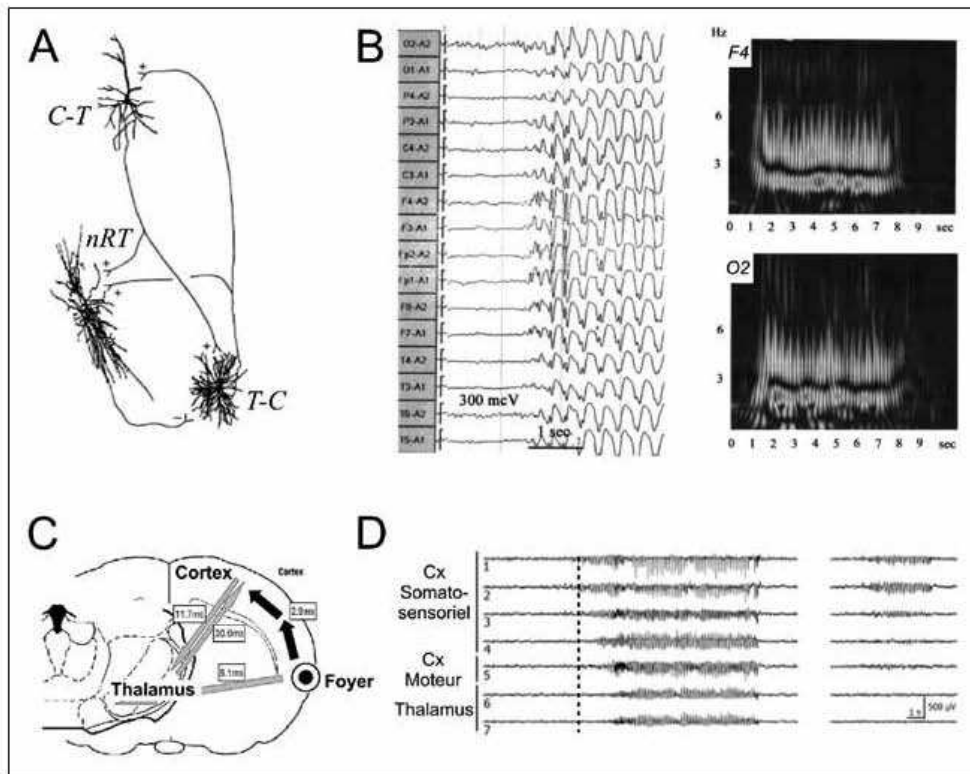 A
C-T
nRT
T-C
B
O2-A2
O1-A1
P4-A2
P3-A1
C4-A2
C3-A1
F4-A2
F3-A1
Fp2-A2
Fp1-A1
F8-A2
F7-A1
T4-A2
T3-A1
T6-A2
T5-A1
300 mcV
1 sec
Hz
F4
6
3
0 1 2 3 4 5 6 7 8 9 sec
O2
6
3
0 1 2 3 4 5 6 7 8 9 sec
C
Cortex
Cortex
11.7ms
2.9ms
8.1ms
Thalamus
Foyer
D
Cx
Somato-
sensoriel
Cx
Moteur
Thalamus
1
2
3
4
5
6
7
1 s
500 µV